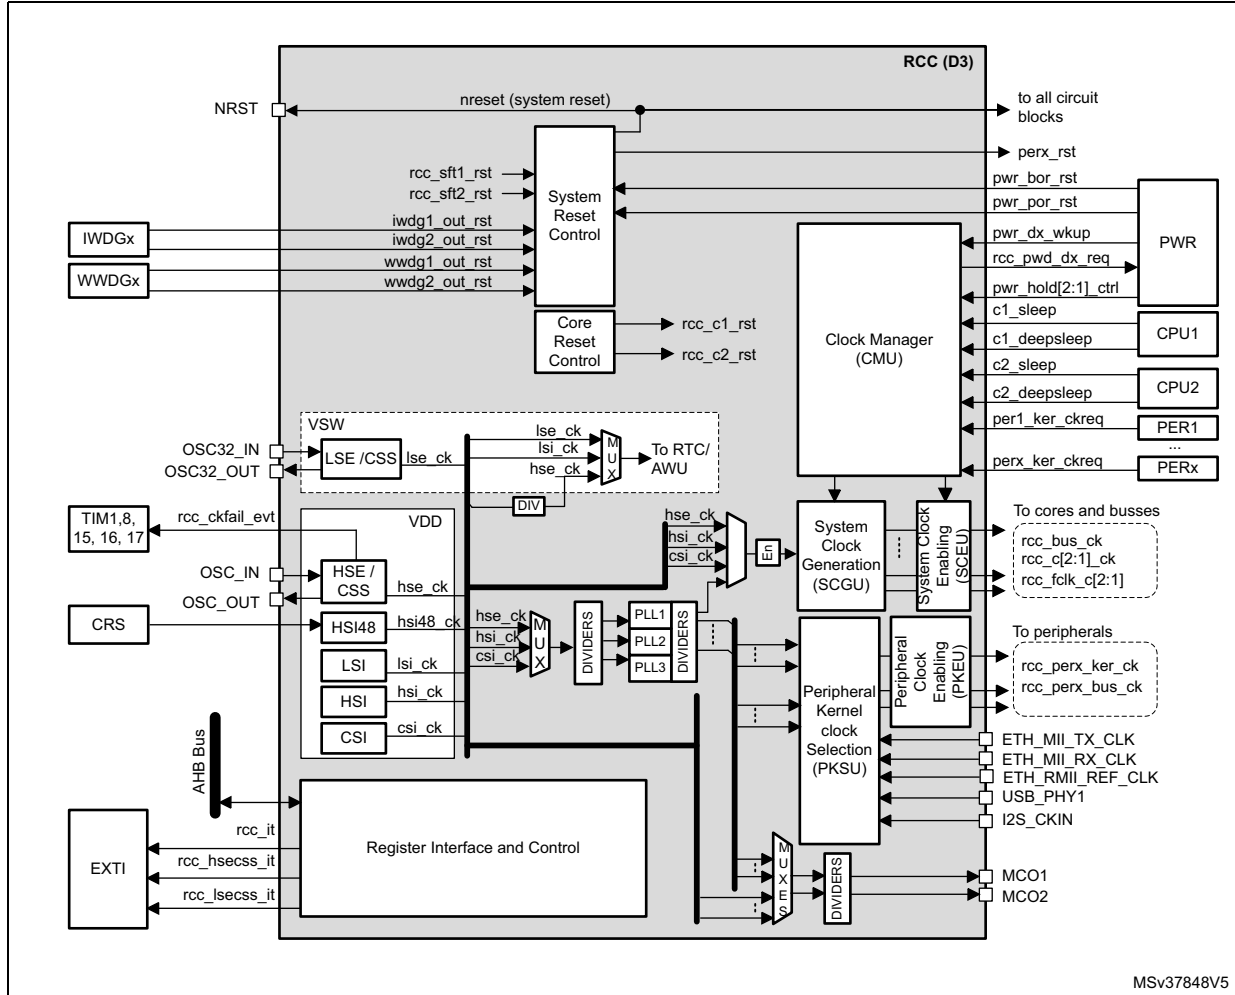 RCC (D3)
NRST
nreset (system reset)
to all circuit
blocks
perx_rst
rcc_sft1_rst
rcc_sft2_rst
System
Reset
Control
pwr_bor_rst
pwr_por_rst
IWDGx
iwdg1_out_rst
iwdg2_out_rst
WWDGx
wwdg1_out_rst
wwdg2_out_rst
pwr_dx_wkup
rcc_pwd_dx_req
pwr_hold[2:1]_ctrl
PWR
Core
Reset
Control
rcc_c1_rst
rcc_c2_rst
Clock Manager
(CMU)
c1_sleep
c1_deepsleep
CPU1
c2_sleep
c2_deepsleep
CPU2
per1_ker_ckreq
PER1
...
perx_ker_ckreq
PERx
VSW
OSC32_IN
OSC32_OUT
LSE /CSS
lse_ck
lse_ck
lsi_ck
hse_ck
MUX
To RTC/
AWU
DIV
TIM1,8,
15, 16, 17
rcc_ckfail_evt
VDD
OSC_IN
OSC_OUT
HSE /
CSS
hse_ck
CRS
HSI48
hsi48_ck
LSI
lsi_ck
HSI
hsi_ck
CSI
csi_ck
hse_ck
hsi_ck
csi_ck
En
System
Clock
Generation
(SCGU)
System Clock
Enabling
(SCEU)
To cores and busses
rcc_bus_ck
rcc_c[2:1]_ck
rcc_fclk_c[2:1]
hse_ck
hsi_ck
csi_ck
MUX
DIVIDERS
PLL1
PLL2
PLL3
DIVIDERS
Peripheral
Kernel
clock
Selection
(PKSU)
Peripheral
Clock
Enabling
(PKEU)
To peripherals
rcc_perx_ker_ck
rcc_perx_bus_ck
ETH_MII_TX_CLK
ETH_MII_RX_CLK
ETH_RMII_REF_CLK
USB_PHY1
I2S_CKIN
AHB Bus
Register Interface and Control
EXTI
rcc_it
rcc_hsecss_it
rcc_lsecss_it
MUXES
DIVIDERS
MCO1
MCO2
MSv37848V5